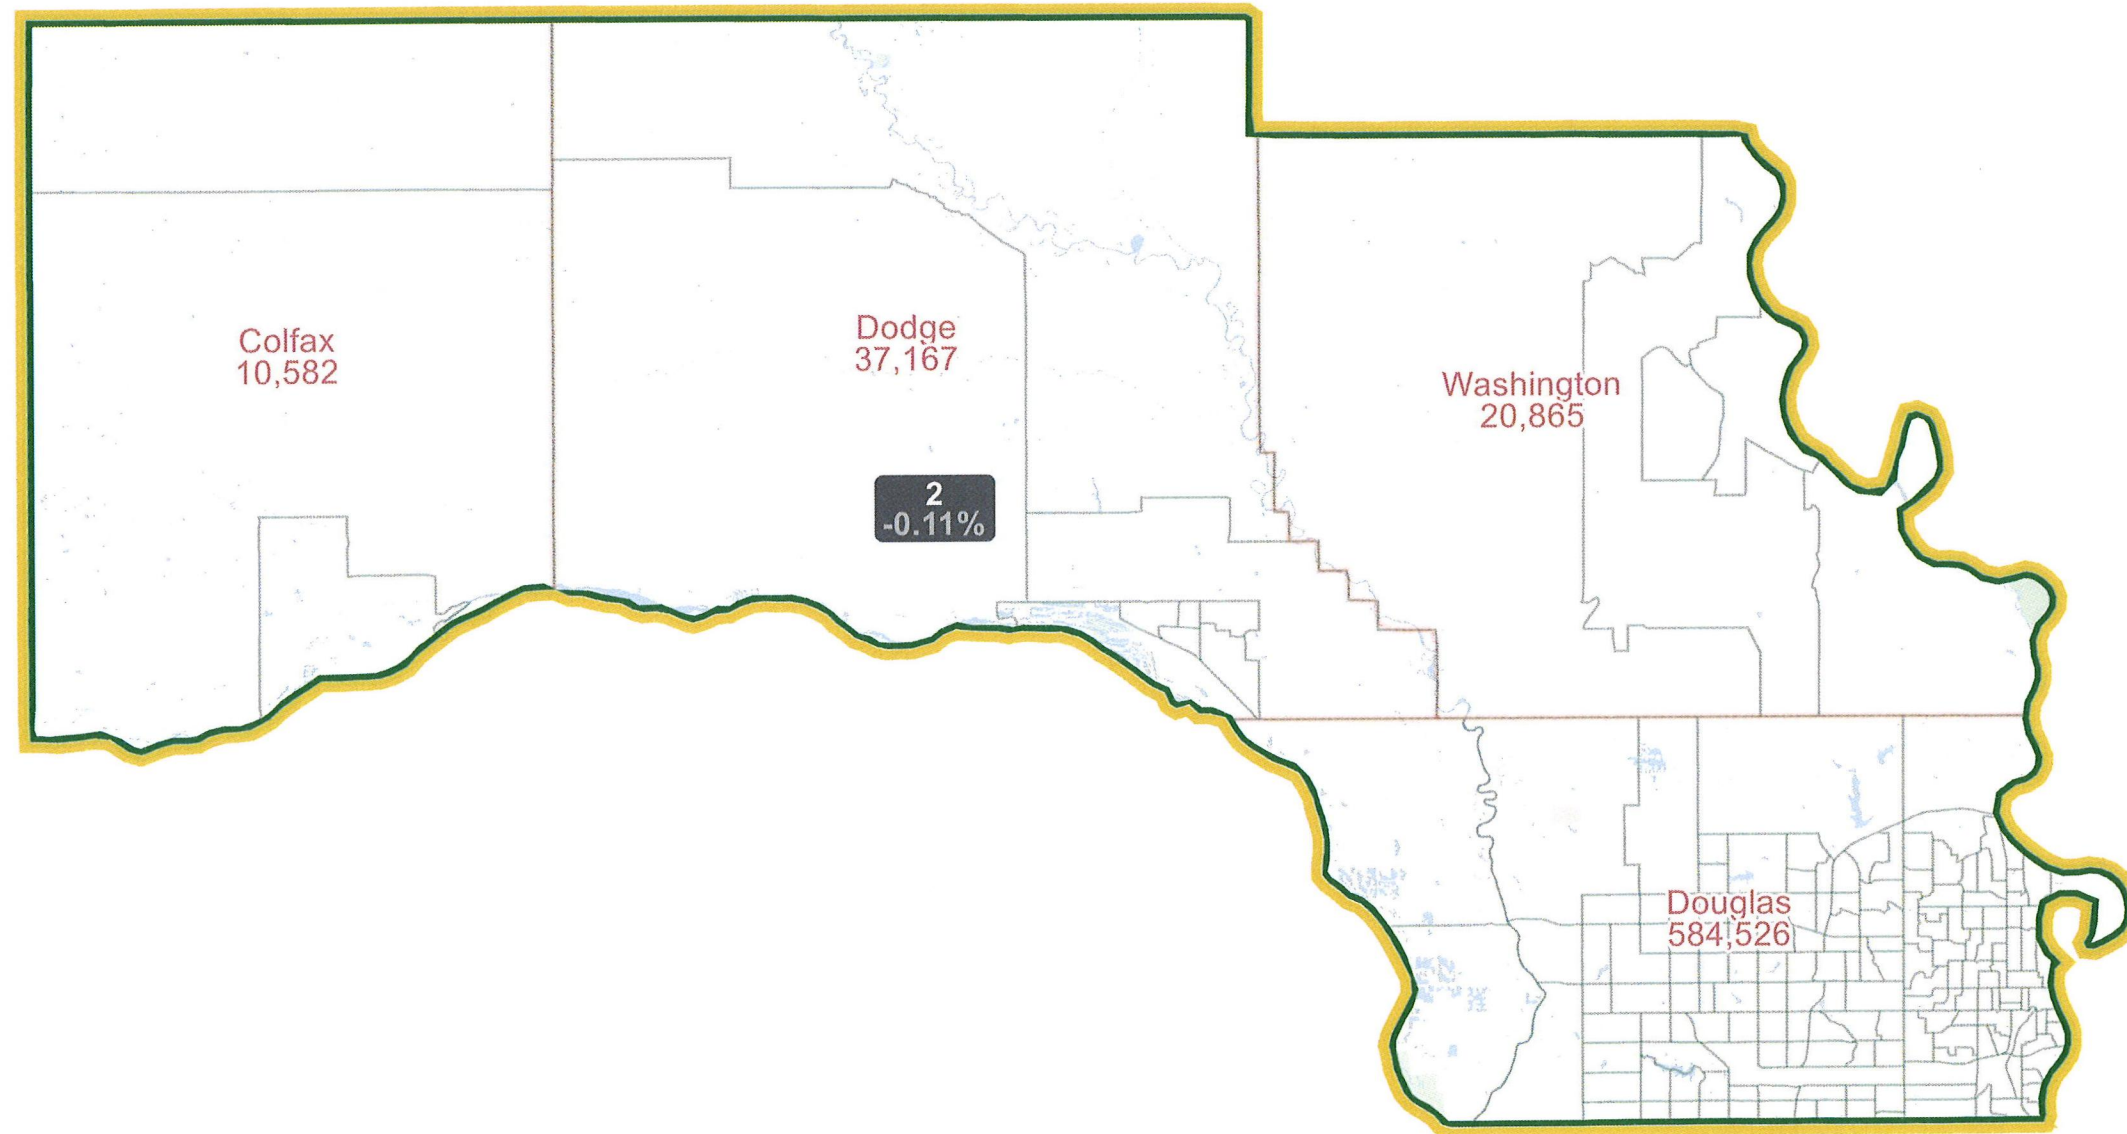 Colfax
10,582
Dodge
37,167
Washington
20,865
2
-0.11%
Douglas
584,526